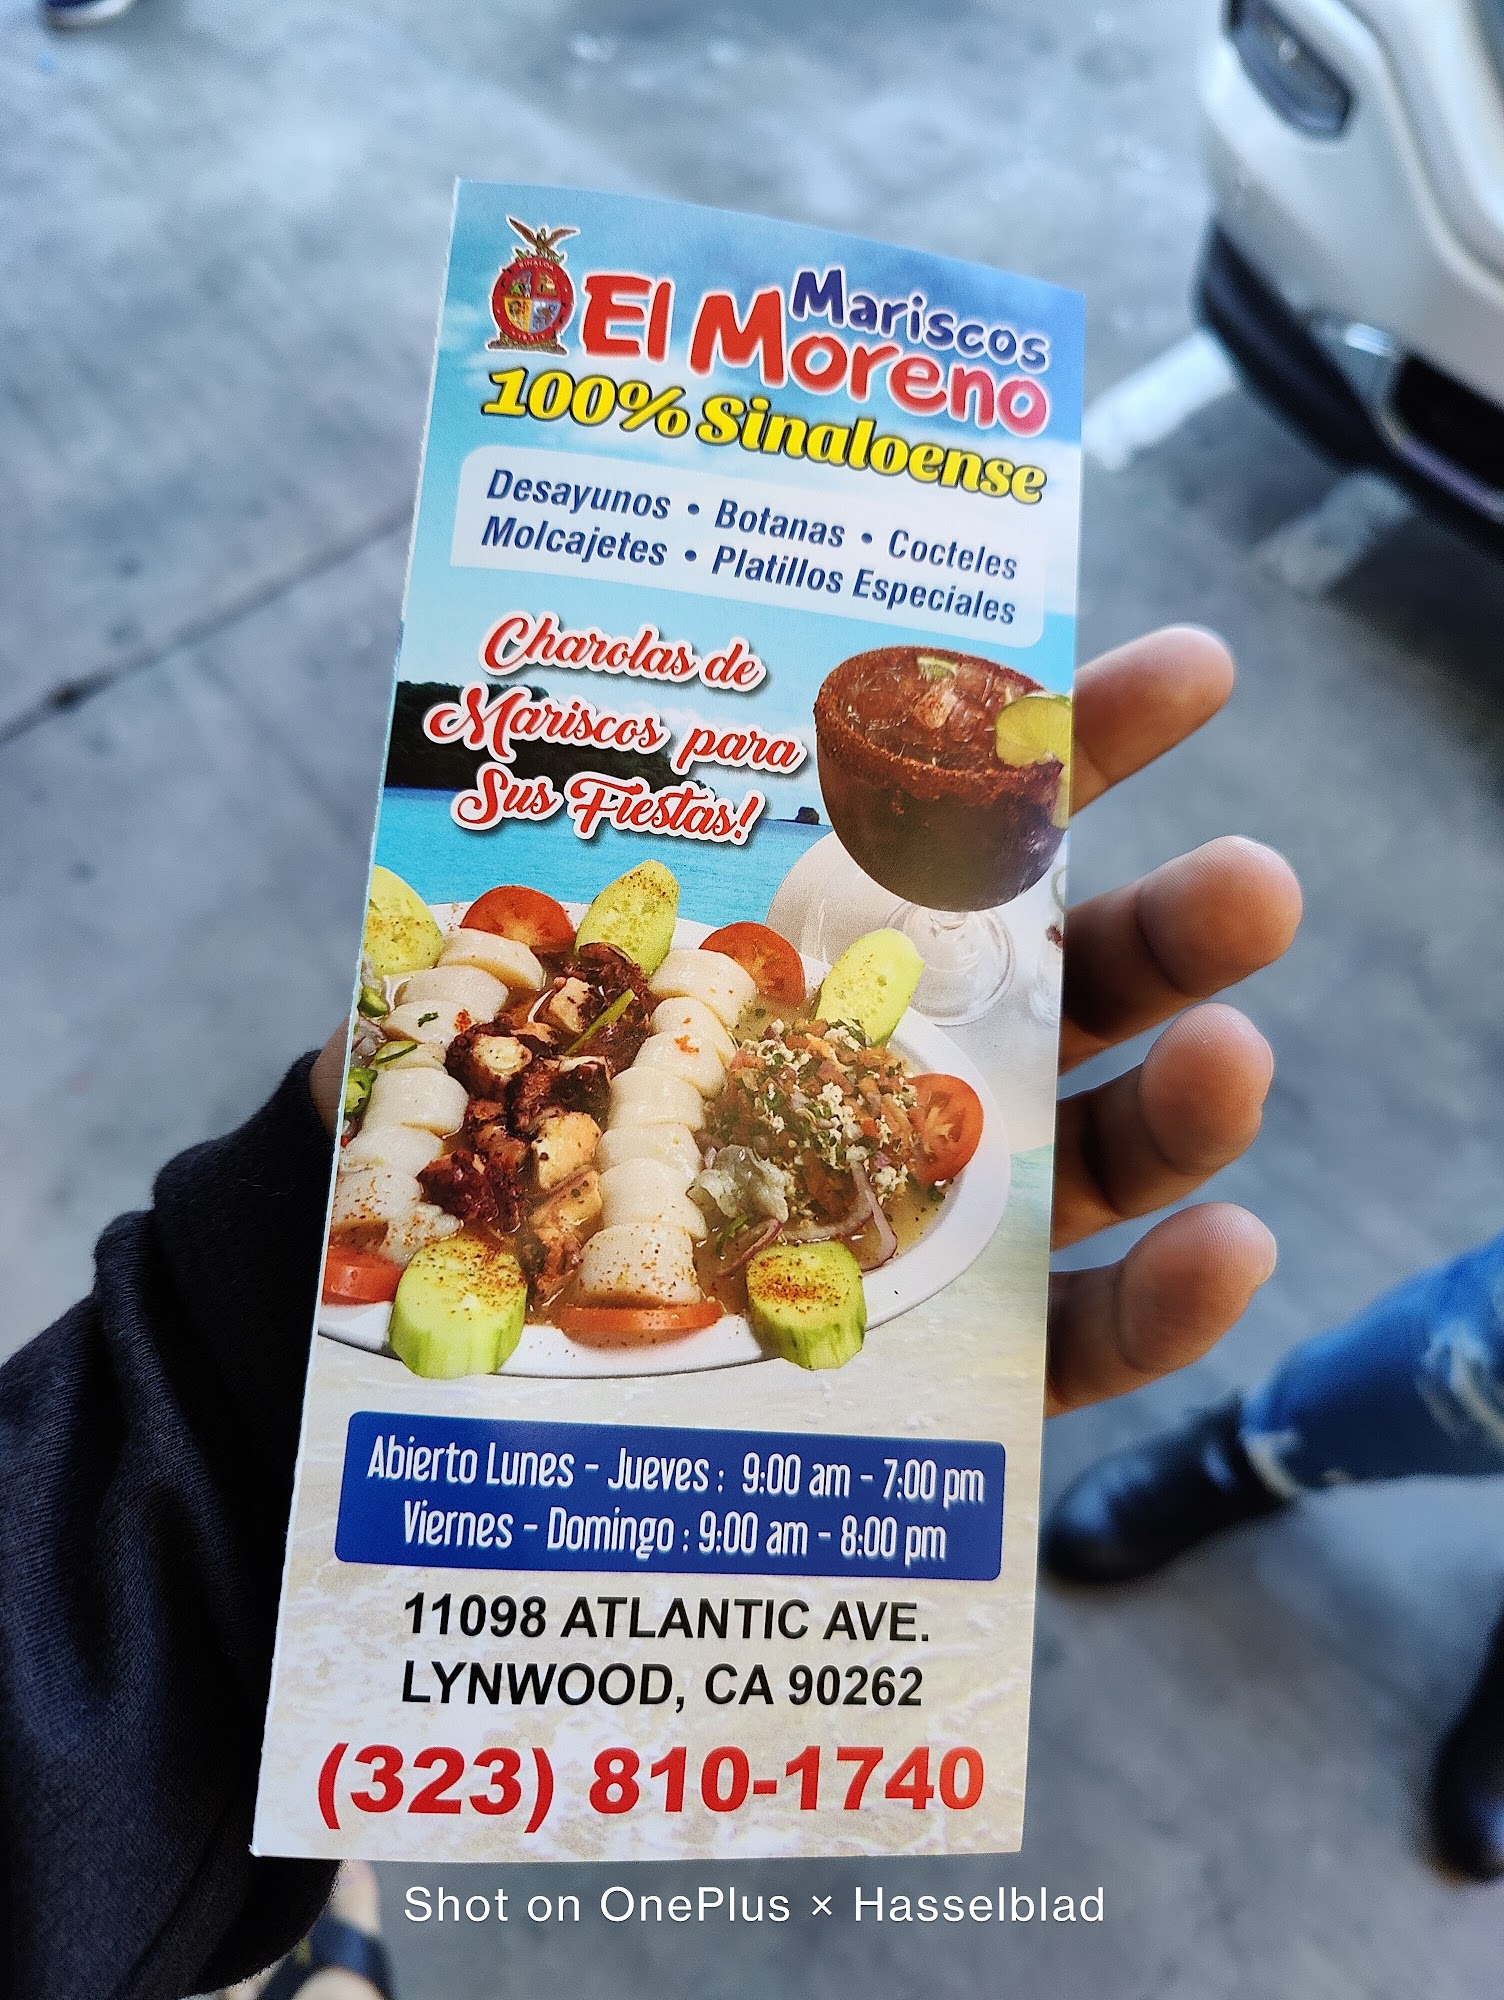 SINALOA
Mariscos
El Moreno
100% Sinaloense
Desayunos • Botanas • Cocteles
Molcajetes • Platillos Especiales
Charolas de
Mariscos para
Sus Fiestas!
Abierto Lunes - Jueves : 9:00 am - 7:00 pm
Viernes - Domingo : 9:00 am - 8:00 pm
11098 ATLANTIC AVE.
LYNWOOD, CA 90262
(323) 810-1740
Shot on OnePlus × Hasselblad